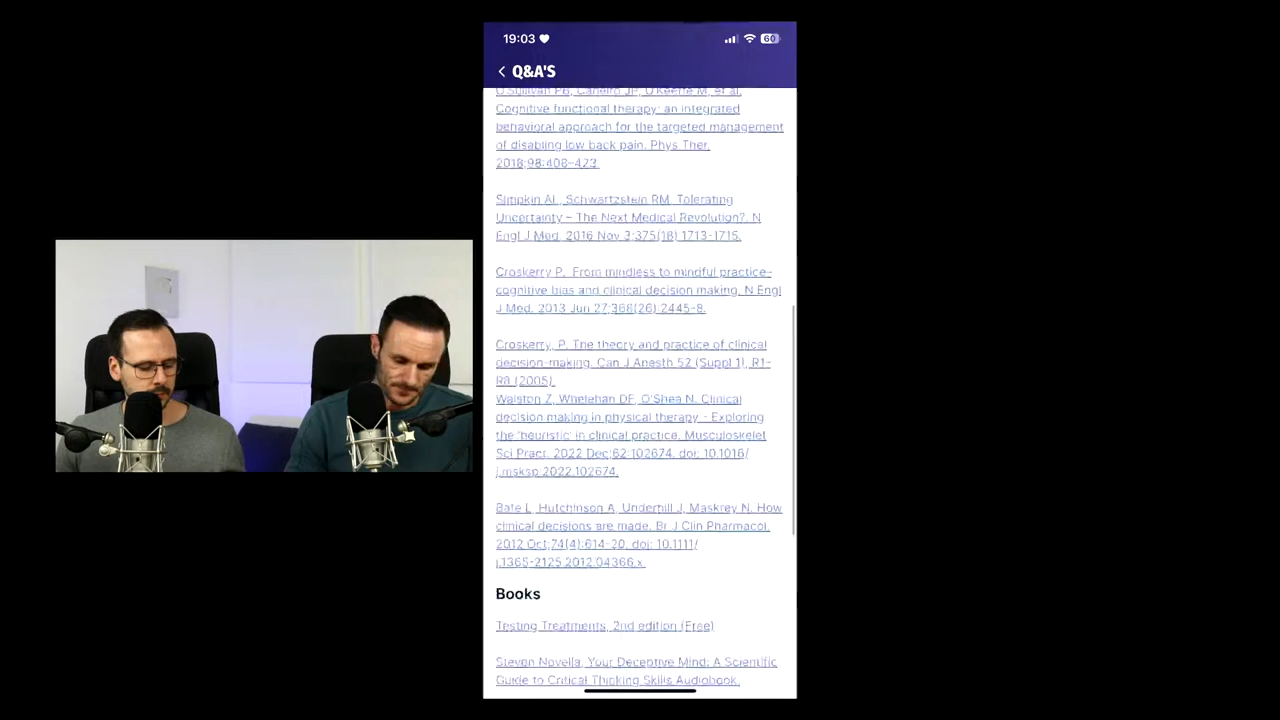 19:03
60
Q&A'S
O'Sullivan PB, Caneiro JP, O'Keeffe M, et al.
Cognitive functional therapy: an integrated
behavioral approach for the targeted management
of disabling low back pain. Phys Ther.
2018;98:408–423.
Simpkin AL, Schwartzstein RM. Tolerating
Uncertainty – The Next Medical Revolution?. N
Engl J Med. 2016 Nov 3;375(18):1713-1715.
Croskerry P. From mindless to mindful practice–
cognitive bias and clinical decision making. N Engl
J Med. 2013 Jun 27;368(26):2445-8.
Croskerry, P. The theory and practice of clinical
decision-making. Can J Anesth 52 (Suppl 1), R1–
R8 (2005).
Walston Z, Whelehan DF, O'Shea N. Clinical
decision making in physical therapy - Exploring
the 'heuristic' in clinical practice. Musculoskelet
Sci Pract. 2022 Dec;62:102674. doi: 10.1016/
j.msksp.2022.102674.
Bate L, Hutchinson A, Underhill J, Maskrey N. How
clinical decisions are made. Br J Clin Pharmacol.
2012 Oct;74(4):614-20. doi: 10.1111/
j.1365-2125.2012.04366.x.
Books
Testing Treatments, 2nd edition (Free)
Steven Novella, Your Deceptive Mind: A Scientific
Guide to Critical Thinking Skills Audiobook.